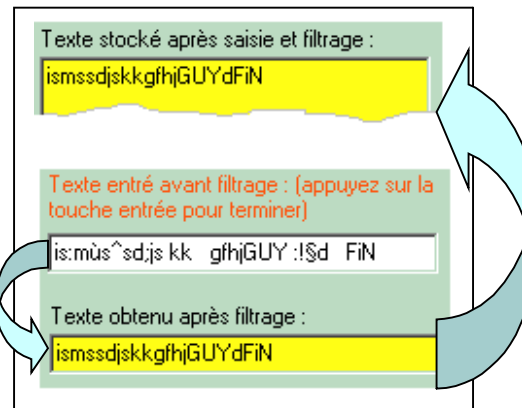 Texte stocké après saisie et filtrage :
ismssdjskkgfhjGUYdFiN
Texte entré avant filtrage : (appuyez sur la
touche entrée pour terminer)
is:mùs^sd;js kk   gfhjGUY :!§d   FiN
Texte obtenu après filtrage :
ismssdjskkgfhjGUYdFiN